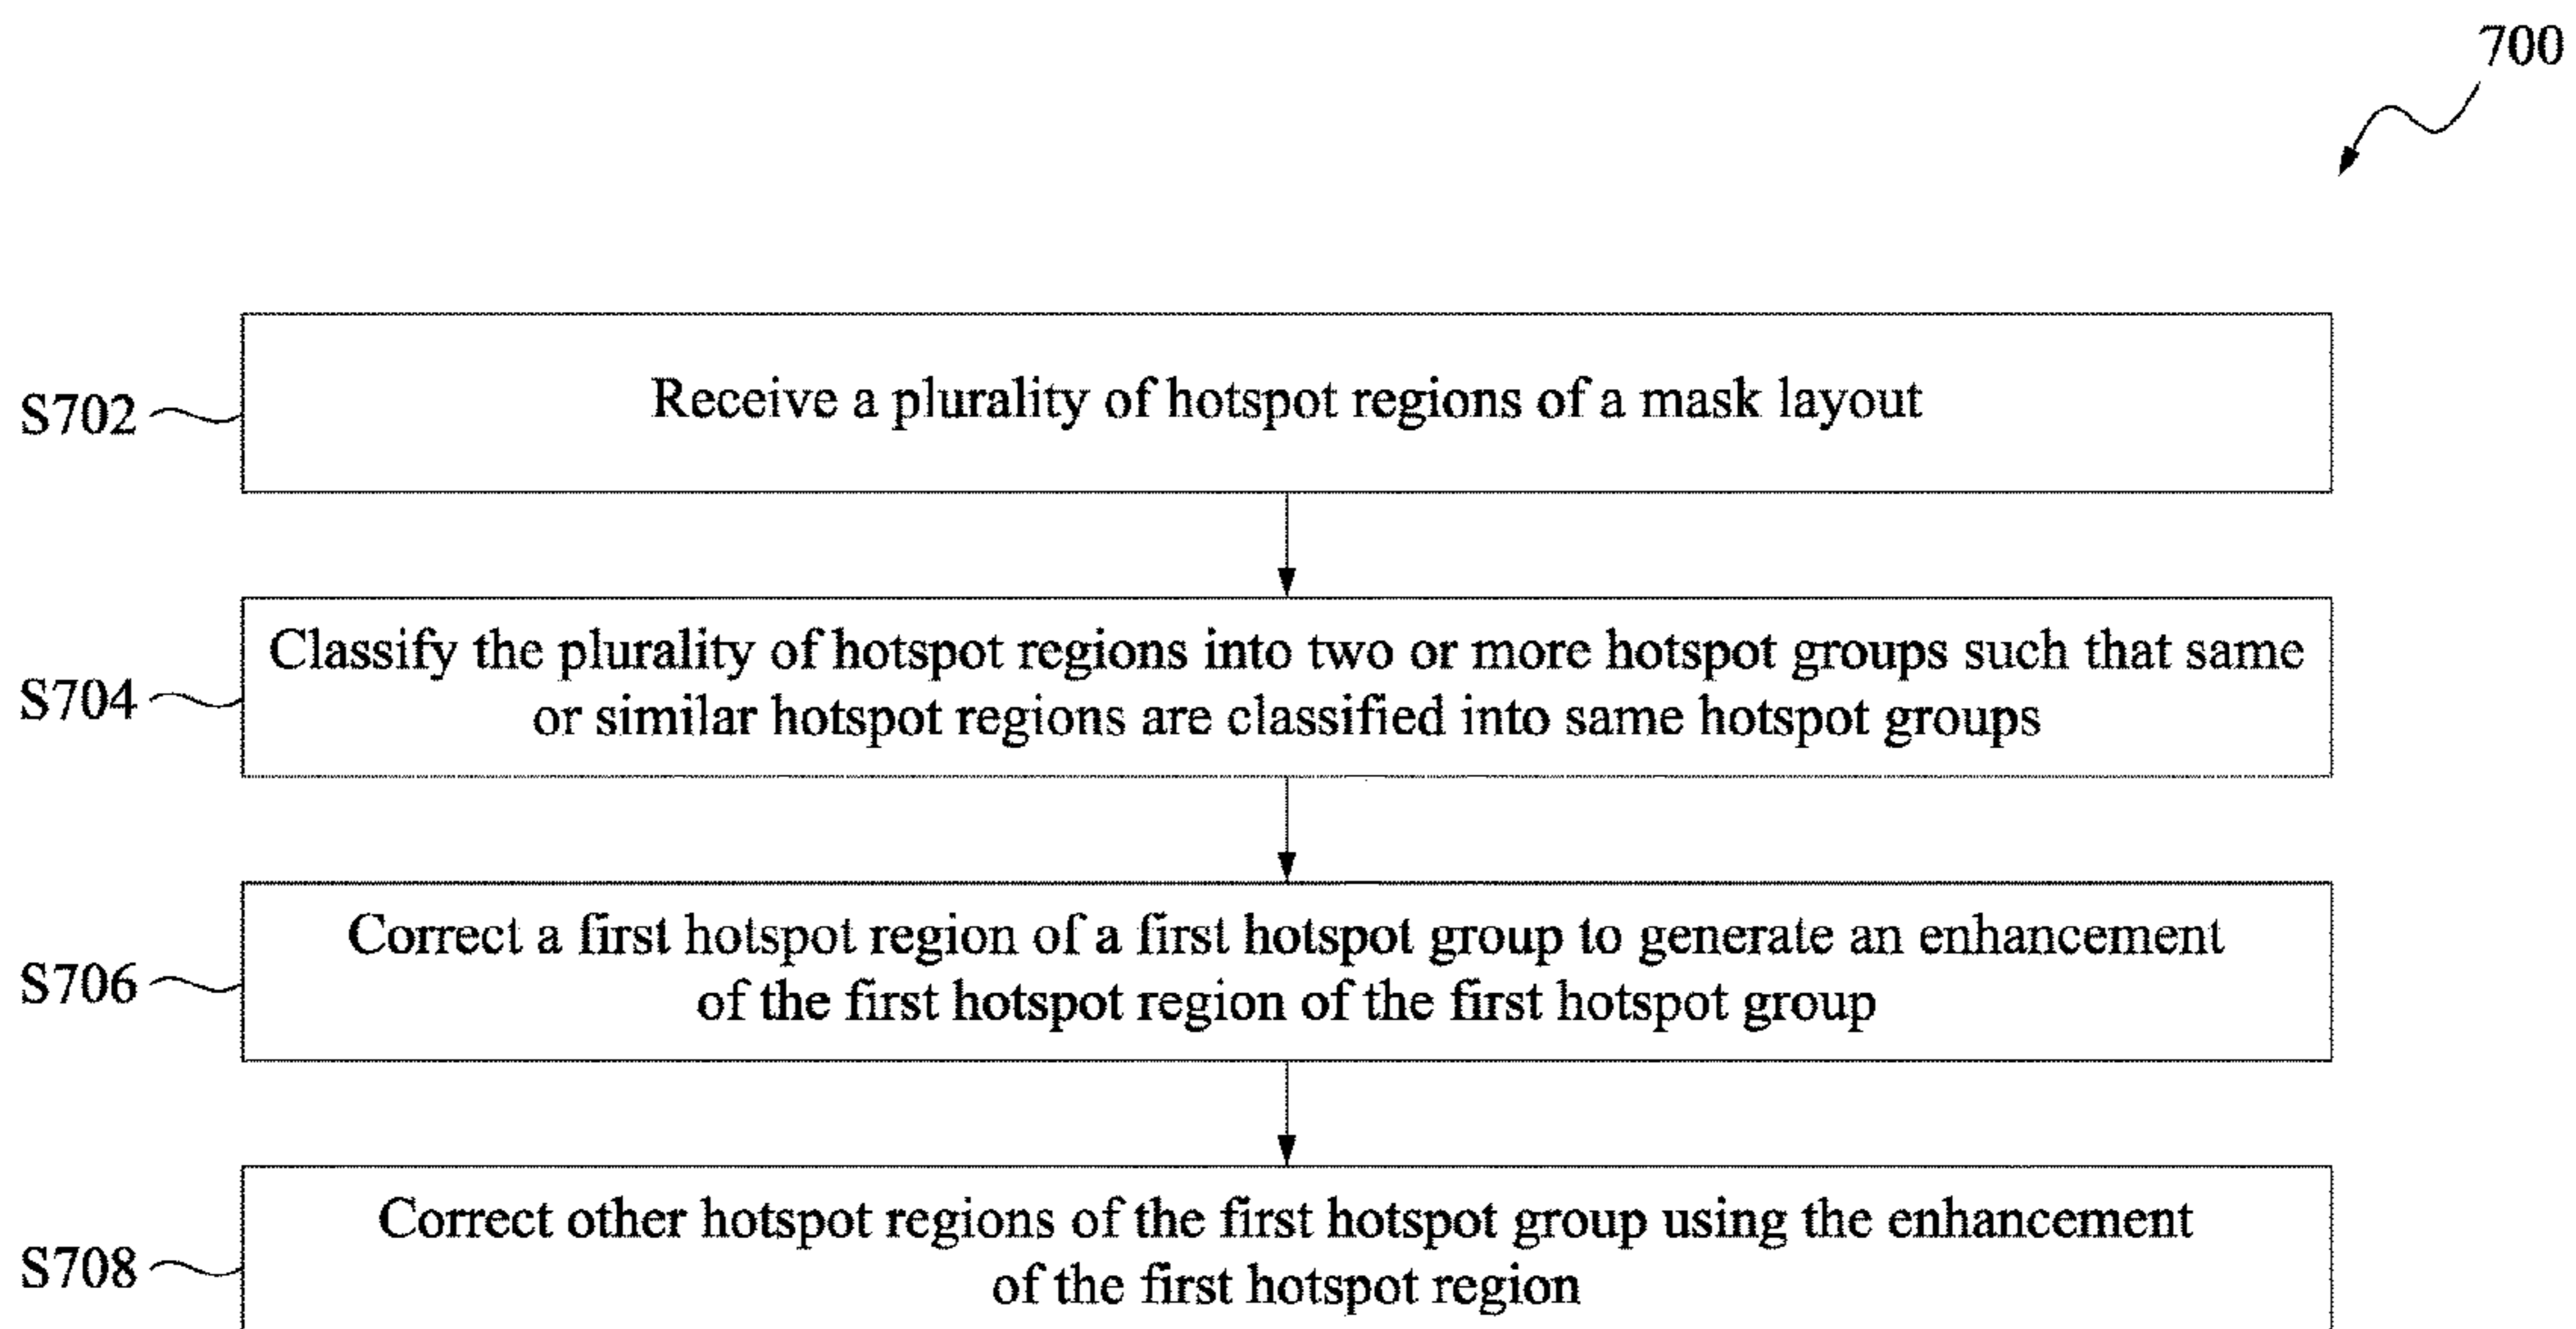 700
S702
Receive a plurality of hotspot regions of a mask layout
S704
Classify the plurality of hotspot regions into two or more hotspot groups such that same
or similar hotspot regions are classified into same hotspot groups
S706
Correct a first hotspot region of a first hotspot group to generate an enhancement
of the first hotspot region of the first hotspot group
S708
Correct other hotspot regions of the first hotspot group using the enhancement
of the first hotspot region